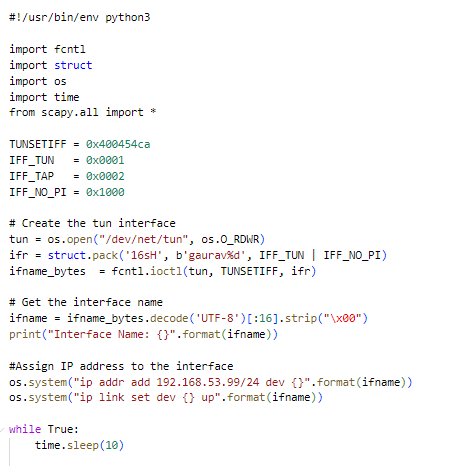 #!/usr/bin/env python3
import fcntl
import struct
import os
import time
from scapy.all import *
TUNSETIFF = 0x400454ca
IFF_TUN   = 0x0001
IFF_TAP   = 0x0002
IFF_NO_PI = 0x1000
# Create the tun interface
tun = os.open("/dev/net/tun", os.O_RDWR)
ifr = struct.pack('16sH', b'gaurav%d', IFF_TUN | IFF_NO_PI)
ifname_bytes  = fcntl.ioctl(tun, TUNSETIFF, ifr)
# Get the interface name
ifname = ifname_bytes.decode('UTF-8')[:16].strip("\x00")
print("Interface Name: {}".format(ifname))
#Assign IP address to the interface
os.system("ip addr add 192.168.53.99/24 dev {}".format(ifname))
os.system("ip link set dev {} up".format(ifname))
while True:
    time.sleep(10)